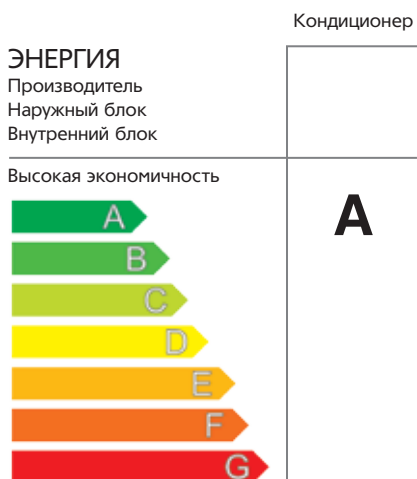 Кондиционер
ЭНЕРГИЯ
Производитель
Наружный блок
Внутренний блок
Высокая экономичность
A
A
B
C
D
E
F
G